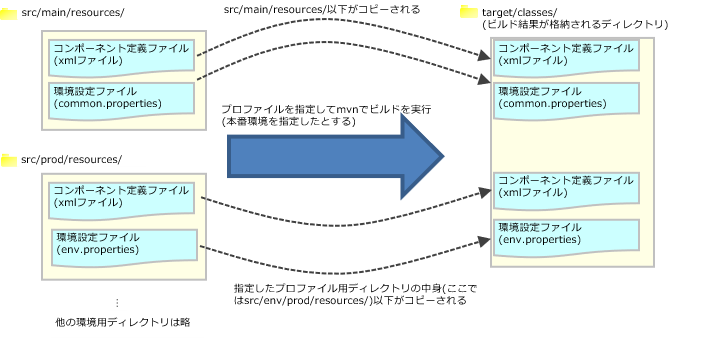 src/main/resources/
コンポーネント定義ファイル
(xmlファイル)
環境設定ファイル
(common.properties)
src/prod/resources/
コンポーネント定義ファイル
(xmlファイル)
環境設定ファイル
(env.properties)
…
他の環境用ディレクトリは略
src/main/resources/以下がコピーされる
プロファイルを指定してmvnでビルドを実行
(本番環境を指定したとする)
指定したプロファイル用ディレクトリの中身(ここで
はsrc/env/prod/resources/)以下がコピーされる
target/classes/
(ビルド結果が格納されるディレクトリ)
コンポーネント定義ファイル
(xmlファイル)
環境設定ファイル
(common.properties)
コンポーネント定義ファイル
(xmlファイル)
環境設定ファイル
(env.properties)